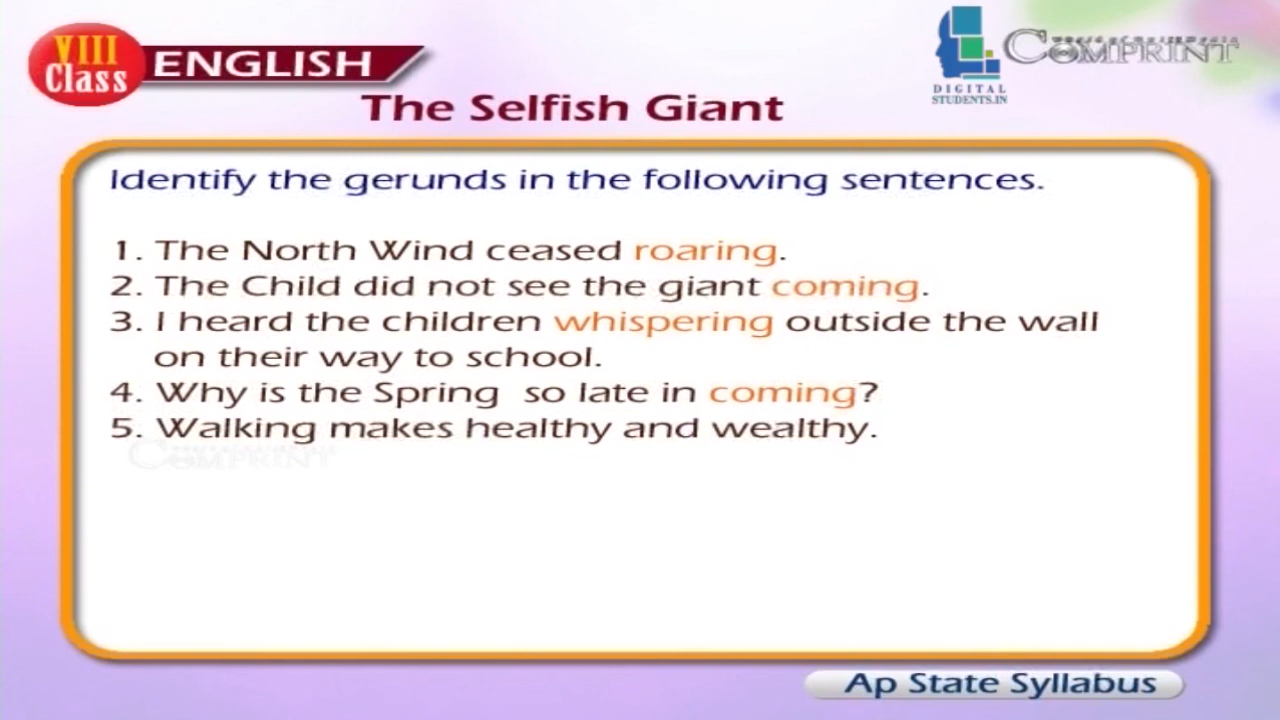 VIII
Class
ENGLISH
DIGITAL
STUDENTS.IN
COMPRINT
The Selfish Giant
Identify the gerunds in the following sentences.
1. The North Wind ceased roaring.
2. The Child did not see the giant coming.
3. I heard the children whispering outside the wall
on their way to school.
4. Why is the Spring so late in coming?
5. Walking makes healthy and wealthy.
COMPRINT
Ap State Syllabus